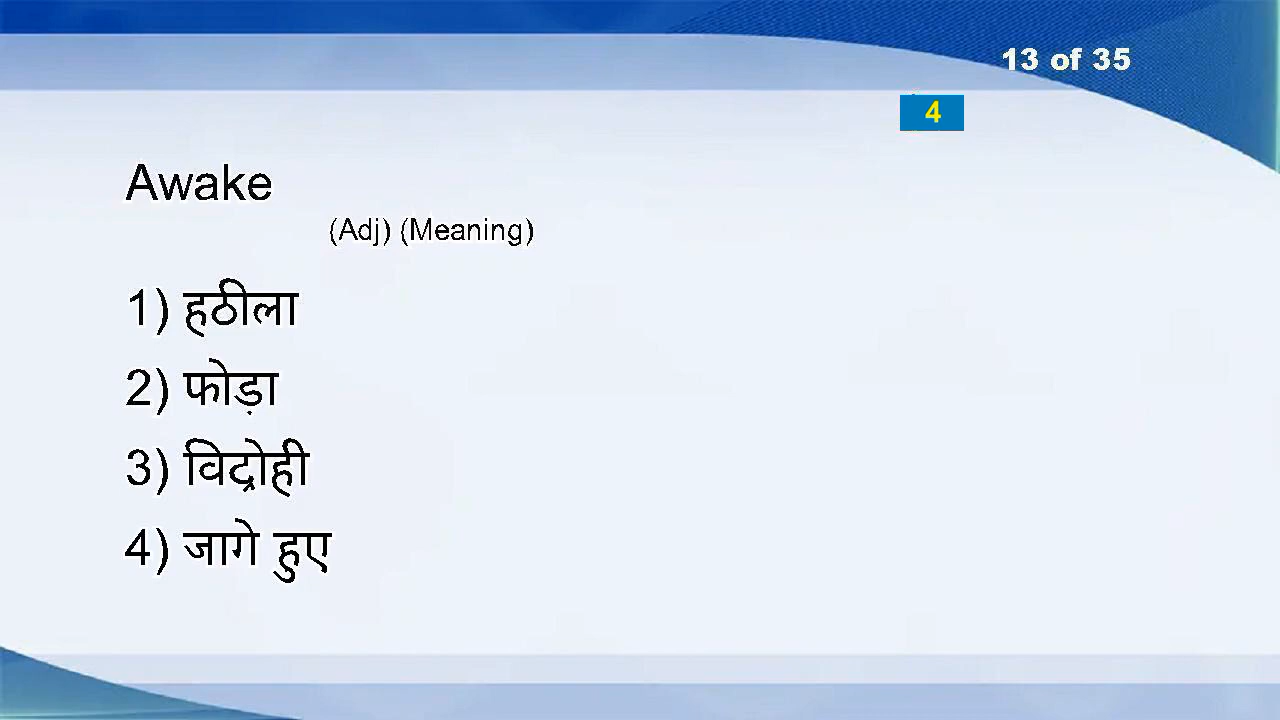 13 of 35
4
Awake
(Adj) (Meaning)
1) हठीला
2) फोड़ा
3) विद्रोही
4) जागे हुए